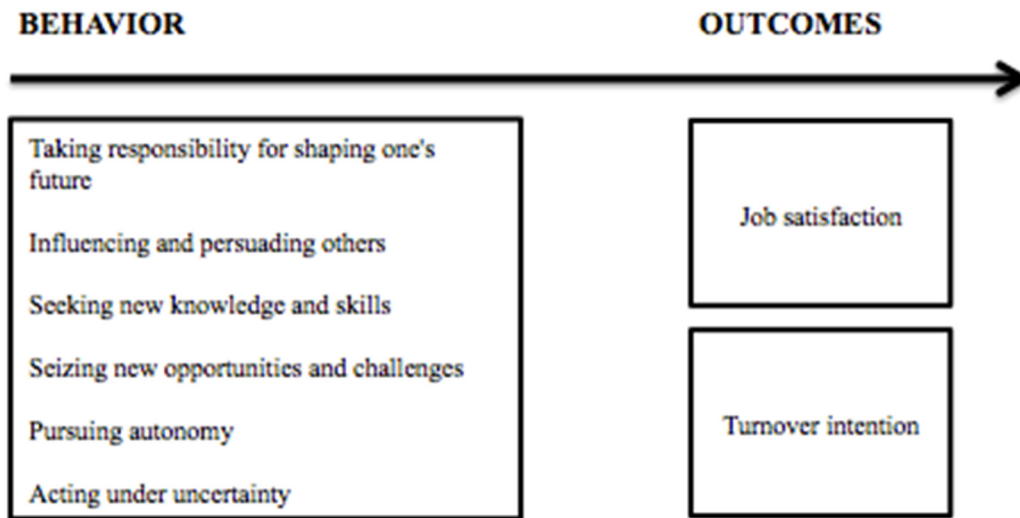 BEHAVIOR
OUTCOMES
Taking responsibility for shaping one's
future
Influencing and persuading others
Seeking new knowledge and skills
Seizing new opportunities and challenges
Pursuing autonomy
Acting under uncertainty
Job satisfaction
Turnover intention